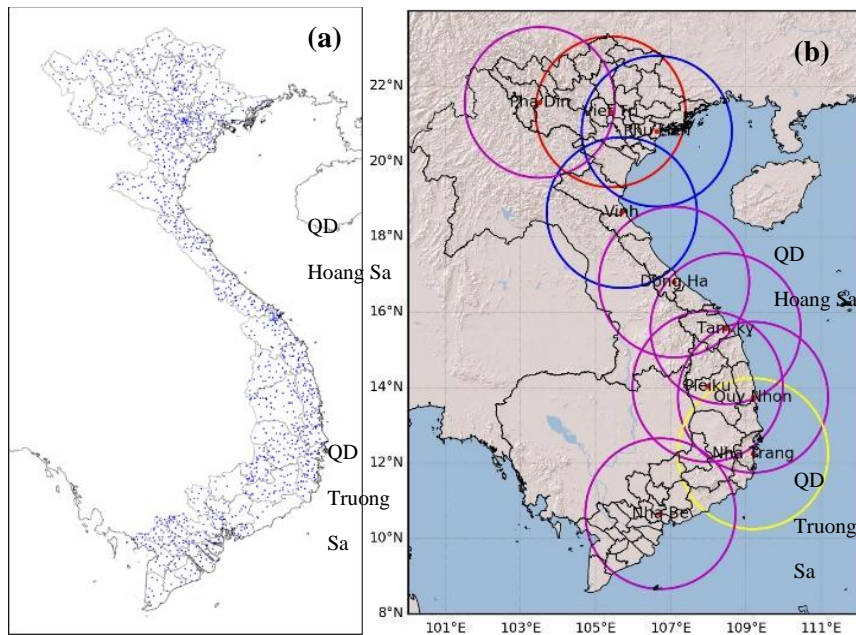 (a)
QD
Hoang Sa
QD
Truong
Sa
(b)
22°N
20°N
18°N
16°N
14°N
12°N
10°N
8°N
Pha Din
Viet Tri
Phu Lien
Vinh
Dong Ha
Tam ky
Pleiku
Quy Nhon
Nha Trang
Nha Be
QD
Hoang Sa
QD
Truong
Sa
101°E
103°E
105°E
107°E
109°E
111°E